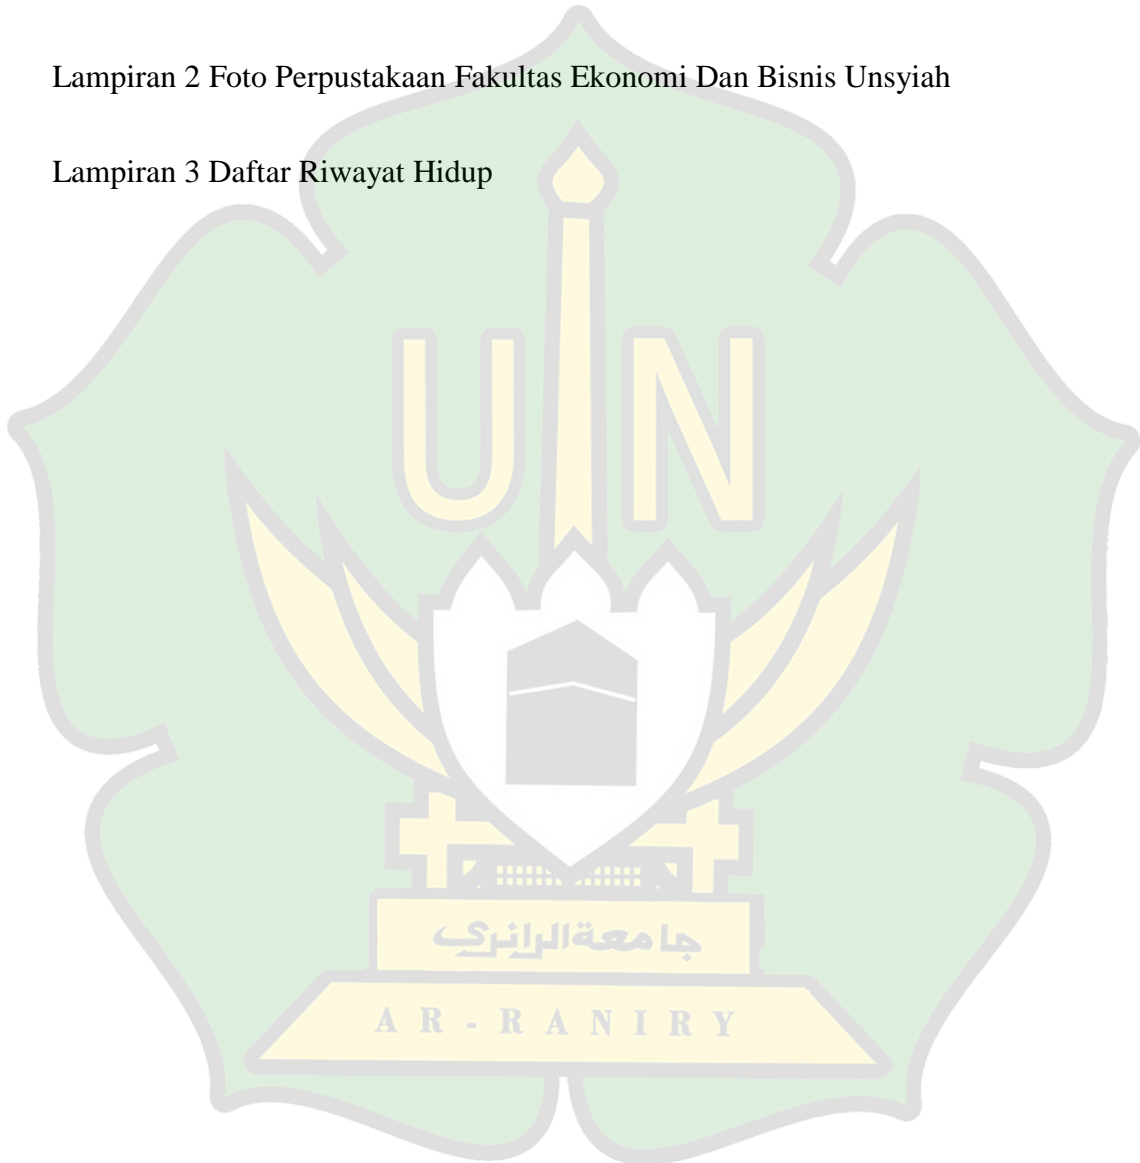 Lampiran 2 Foto Perpustakaan Fakultas Ekonomi Dan Bisnis Unsyiah
Lampiran 3 Daftar Riwayat Hidup
UIN
جامعة الرانري
AR-RANIRY